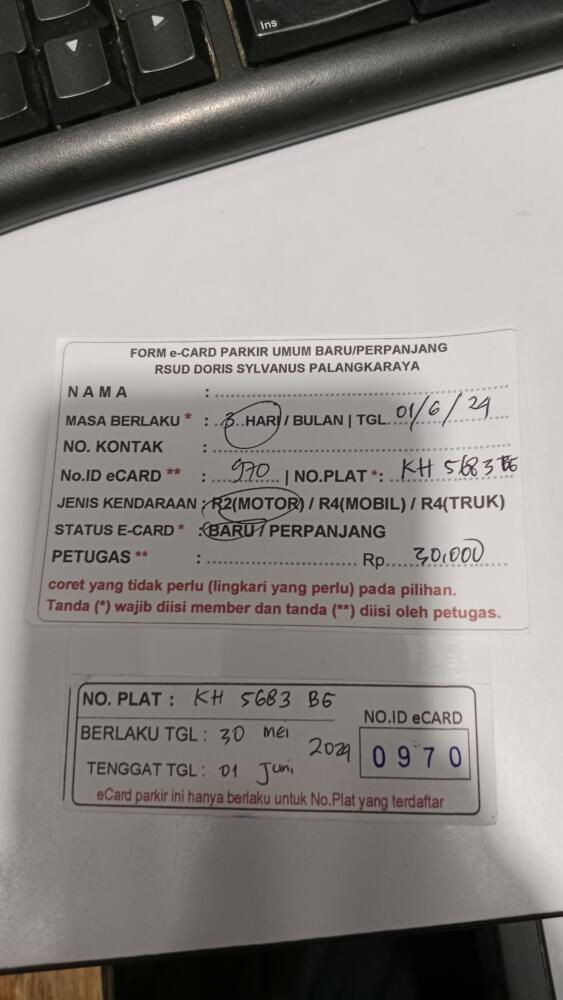 Ins
FORM e-CARD PARKIR UMUM BARU/PERPANJANG
RSUD DORIS SYLVANUS PALANGKARAYA
NAMA :
MASA BERLAKU * : 3 HARI / BULAN | TGL. 01/6/24
NO. KONTAK :
No.ID eCARD ** : 970 | NO.PLAT *: KH 5683 BE
JENIS KENDARAAN : R2(MOTOR) / R4(MOBIL) / R4(TRUK)
STATUS E-CARD * : BARU / PERPANJANG
PETUGAS ** : Rp. 30,000
coret yang tidak perlu (lingkari yang perlu) pada pilihan.
Tanda (*) wajib diisi member dan tanda (**) diisi oleh petugas.
NO. PLAT : KH 5683 BE
NO.ID eCARD
BERLAKU TGL : 30 mei 2024
0970
TENGGAT TGL : 01 Juni
eCard parkir ini hanya berlaku untuk No.Plat yang terdaftar